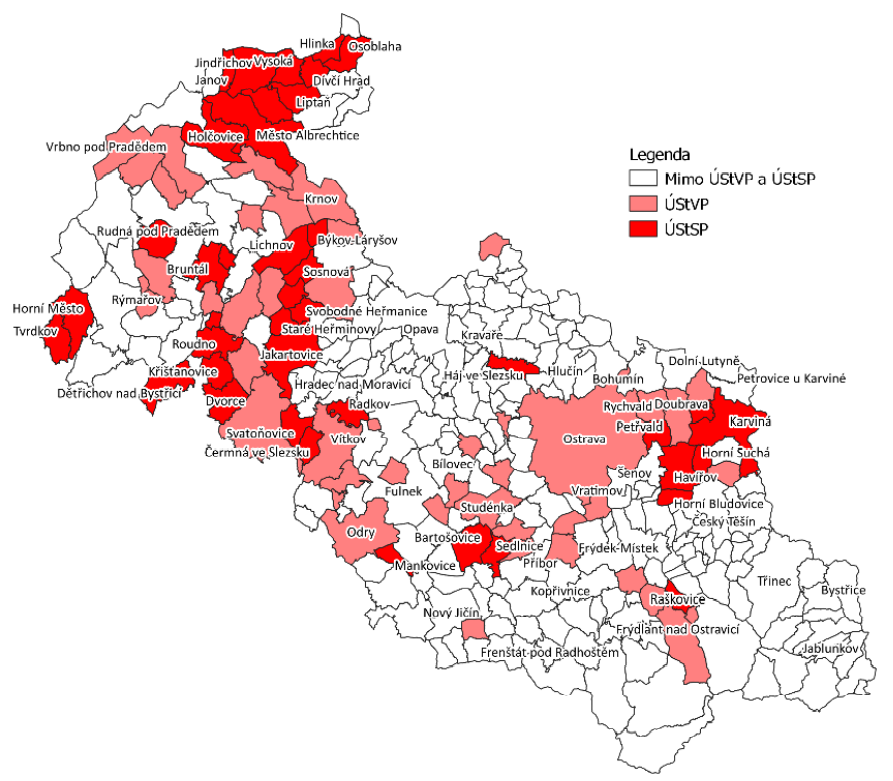 Hlinka
Osoblaha
Jindřichov
Vysoká
Janov
Dívčí Hrad
Liptaň
Holčovice
Město Albrechtice
Vrbno pod Pradědem
Krnov
Legenda
Mimo ÚStVP a ÚStSP
ÚStVP
ÚStSP
Rudná pod Pradědem
Lichnov
Býkov-Láryšov
Bruntál
Sosnová
Rýmařov
Horní Město
Svobodné Heřmanice
Tvrdkov
Staré Heřminovy
Opava
Roudno
Kravaře
Jakartovice
Dolní Lutyně
Křišťanovice
Háj ve Slezsku
Hlučín
Bohumín
Petrovice u Karviné
Dětřichov nad Bystřicí
Hradec nad Moravicí
Dvorce
Radkov
Rychvald
Doubrava
Petřvald
Karviná
Svatoňovice
Vítkov
Ostrava
Čermná ve Slezsku
Horní Suchá
Bílovec
Šenov
Havířov
Fulnek
Vratimov
Studénka
Horní Bludovice
Český Těšín
Odry
Bartošovice
Sedlnice
Frýdek-Místek
Mankovice
Příbor
Třinec
Bystřice
Kopřivnice
Raškovice
Nový Jičín
Frýdlant nad Ostravicí
Frenštát pod Radhoštěm
Jablunkov